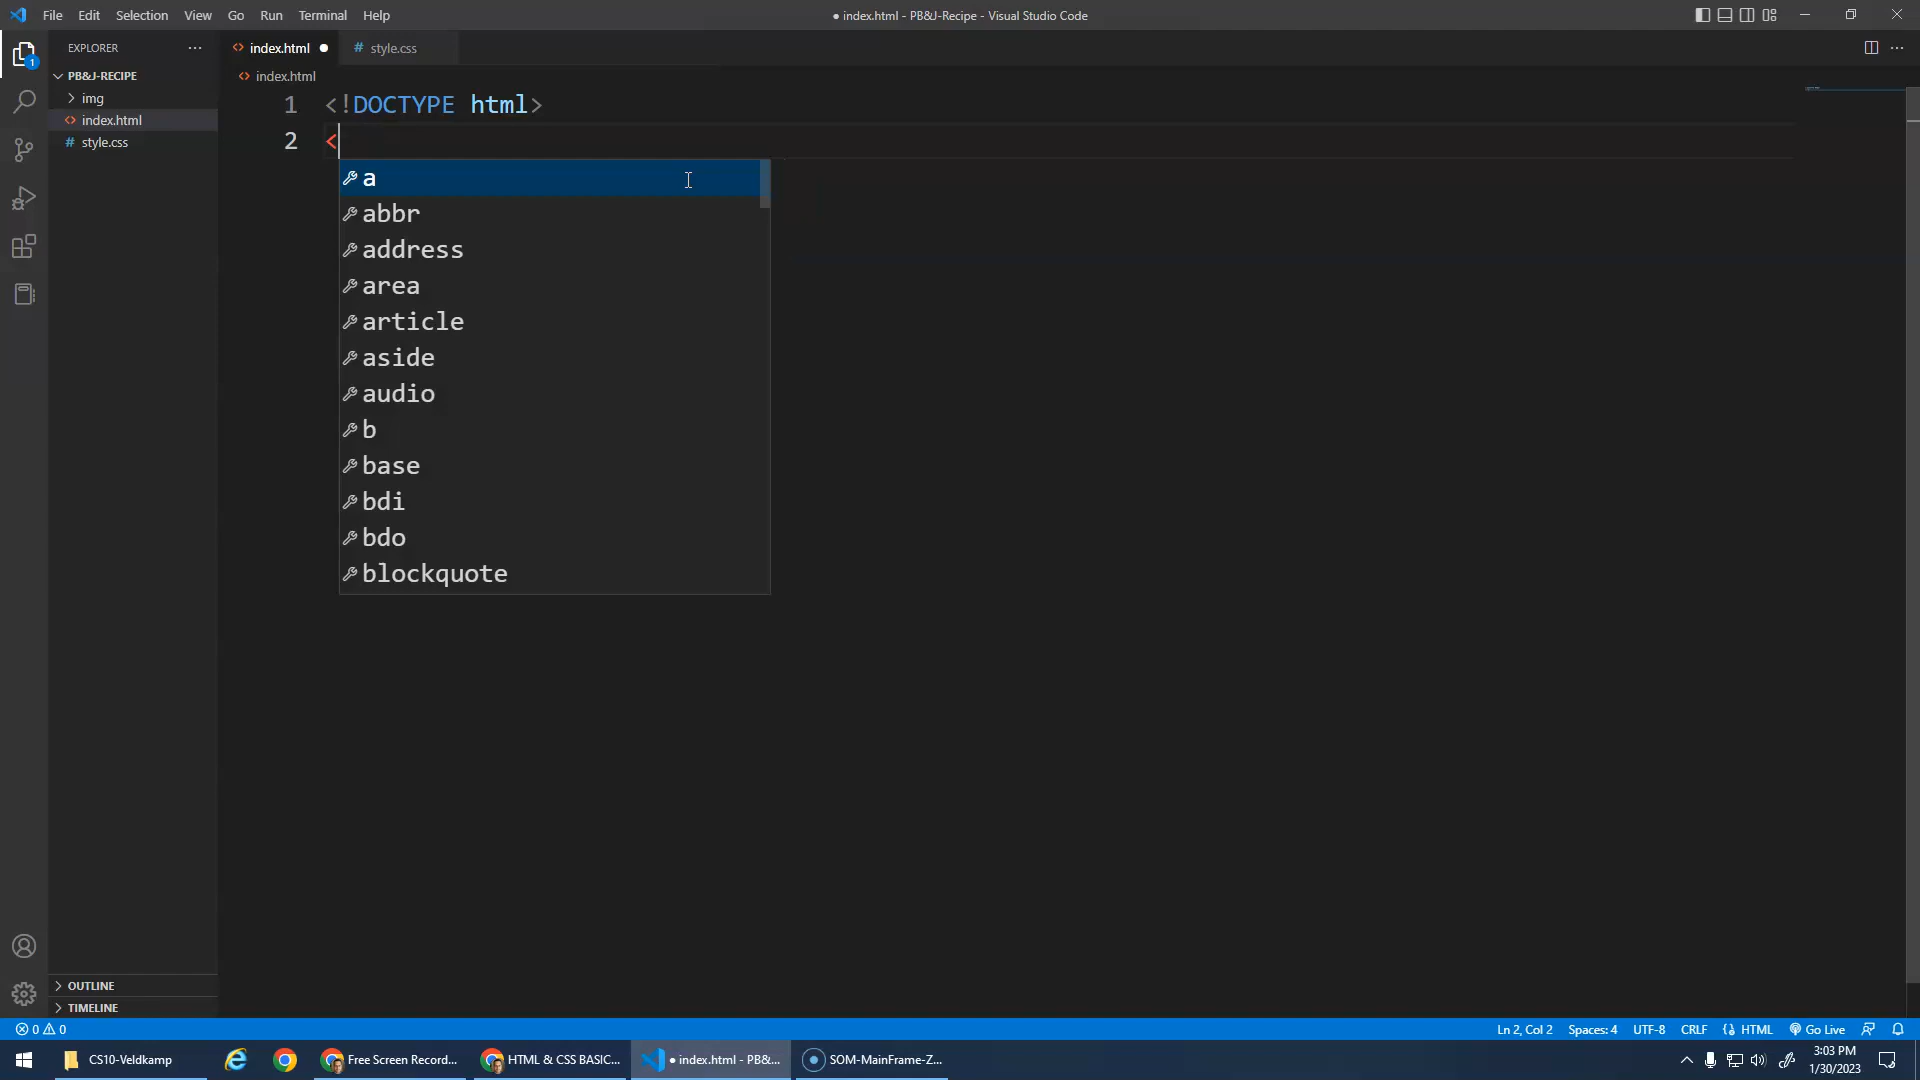 File Edit Selection View Go Run Terminal Help
● index.html - PB&J-Recipe - Visual Studio Code
EXPLORER ...
<> index.html ●
# style.css
1
PB&J-RECIPE
<> index.html
img
<> index.html
# style.css
1 <!DOCTYPE html>
2 <
a
abbr
address
area
article
aside
audio
b
base
bdi
bdo
blockquote
OUTLINE
TIMELINE
0 0
Ln 2, Col 2 Spaces: 4 UTF-8 CRLF HTML Go Live
CS10-Veldkamp
Free Screen Record...
HTML & CSS BASIC...
● index.html - PB&...
SOM-MainFrame-Z...
3:03 PM
1/30/2023